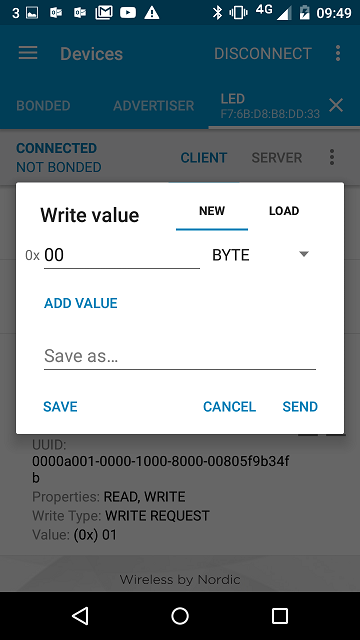 3 4G 09:49
Devices DISCONNECT
BONDED ADVERTISER LED
F7:6B:D8:B8:DD:33
CONNECTED
NOT BONDED CLIENT SERVER
Write value NEW LOAD
0x 00 BYTE
ADD VALUE
Save as...
SAVE CANCEL SEND
UUID:
0000a001-0000-1000-8000-00805f9b34f
b
Properties: READ, WRITE
Write Type: WRITE REQUEST
Value: (0x) 01
Wireless by Nordic